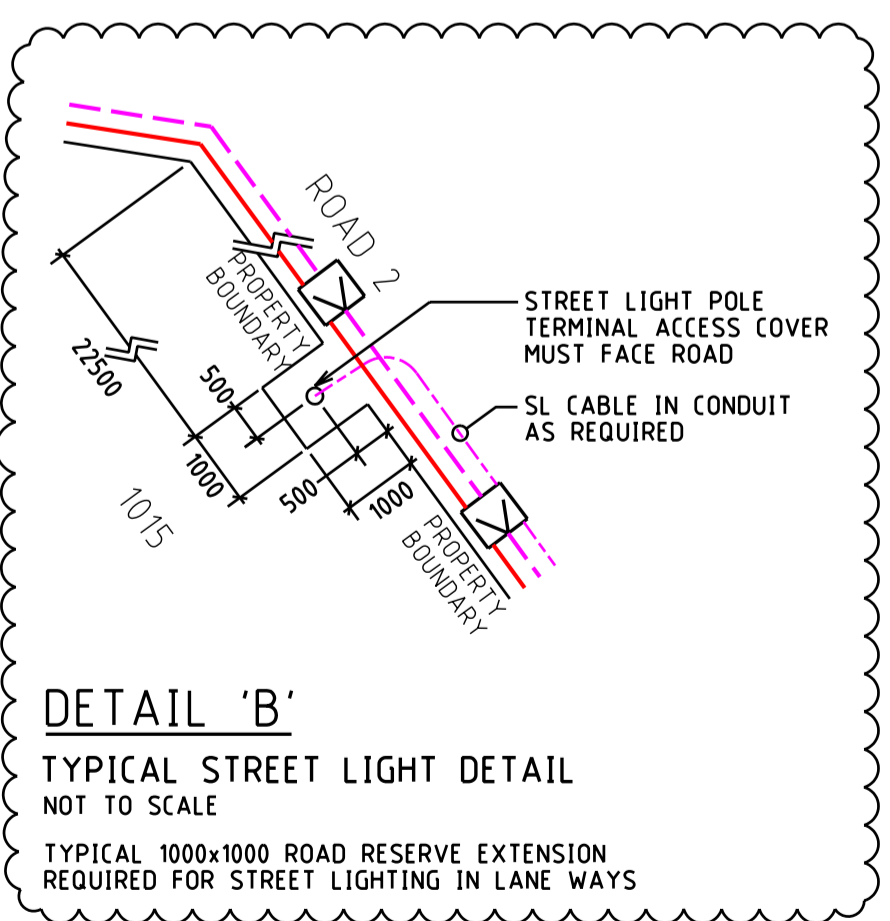 ROAD 2
PROPERTY
BOUNDARY
STREET LIGHT POLE
TERMINAL ACCESS COVER
MUST FACE ROAD
22500
500
SL CABLE IN CONDUIT
AS REQUIRED
1000
500
1000
1015
PROPERTY
BOUNDARY
DETAIL 'B'
TYPICAL STREET LIGHT DETAIL
NOT TO SCALE
TYPICAL 1000x1000 ROAD RESERVE EXTENSION
REQUIRED FOR STREET LIGHTING IN LANE WAYS